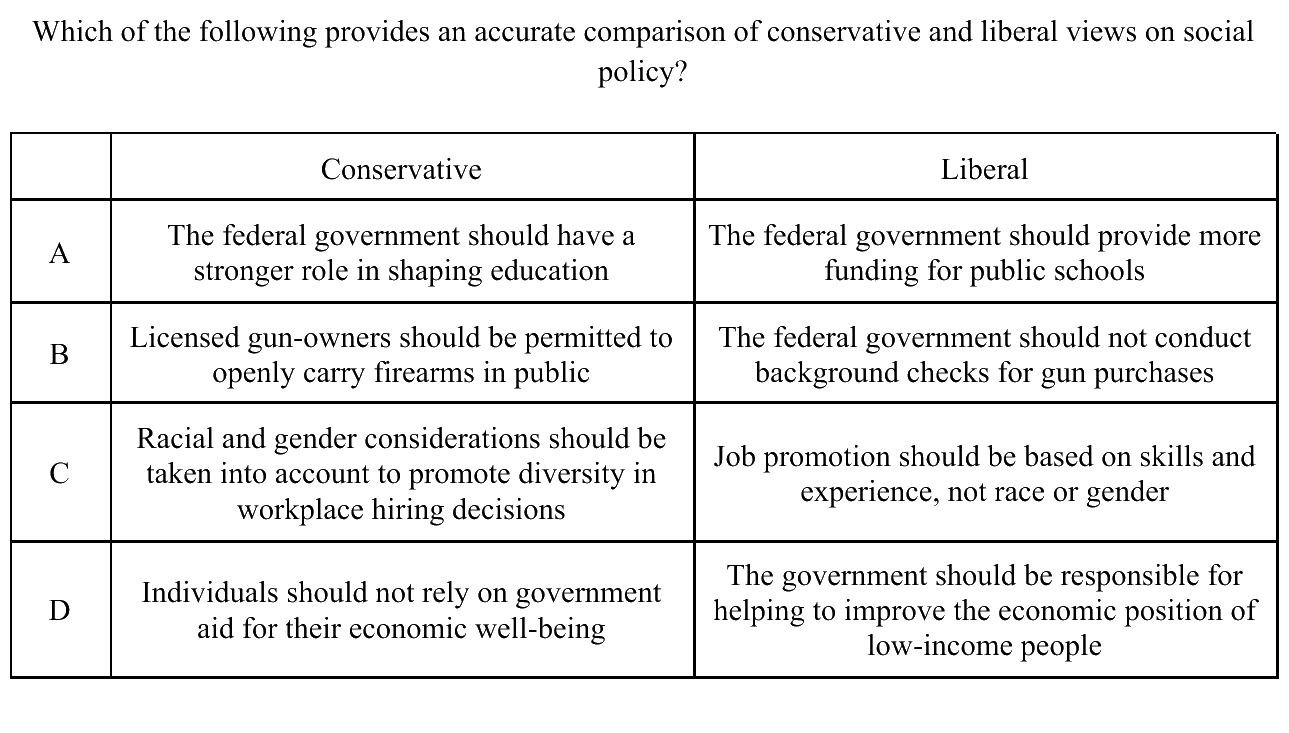 Which of the following provides an accurate comparison of conservative and liberal views on social
policy?
Conservative
Liberal
A
The federal government should have a
stronger role in shaping education
The federal government should provide more
funding for public schools
B
Licensed gun-owners should be permitted to
openly carry firearms in public
The federal government should not conduct
background checks for gun purchases
C
Racial and gender considerations should be
taken into account to promote diversity in
workplace hiring decisions
Job promotion should be based on skills and
experience, not race or gender
D
Individuals should not rely on government
aid for their economic well-being
The government should be responsible for
helping to improve the economic position of
low-income people